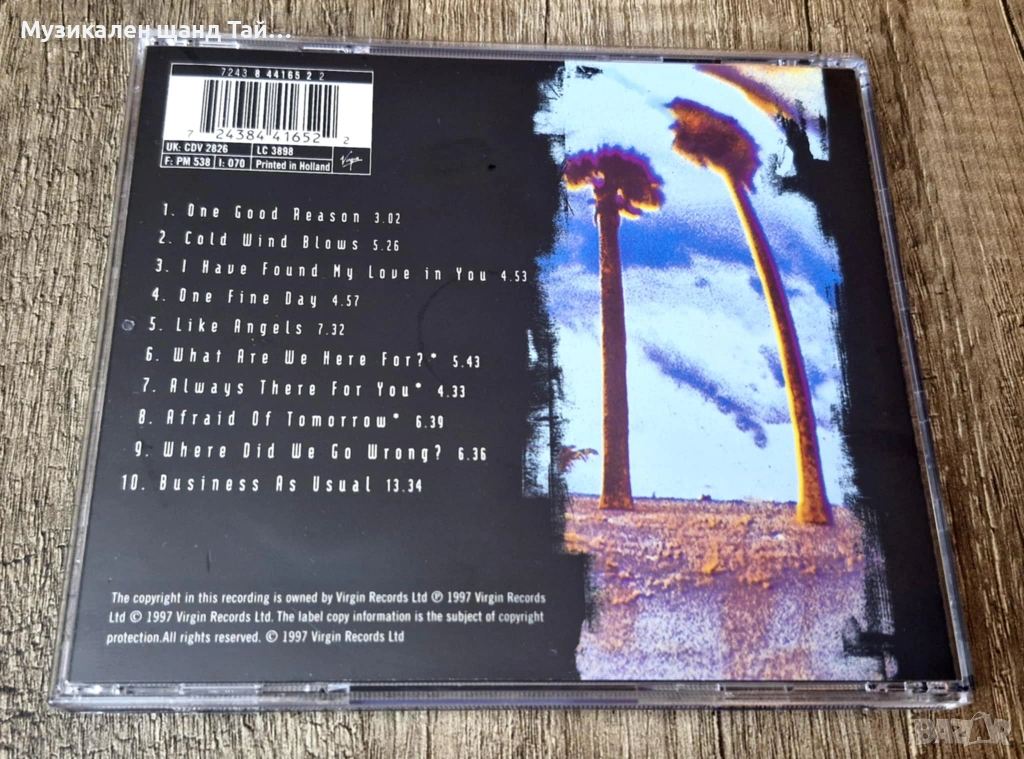 Музикален щанд Тай...
7243 8 44165 2 2
7 24384 41652 2
UK: CDV 2826 LC 3898
F: PM 538 I: 070 Printed in Holland Virgin
1. One Good Reason 3.02
2. Cold Wind Blows 5.26
3. I Have Found My Love in You 4.53
4. One Fine Day 4.57
5. Like Angels 7.32
6. What Are We Here For?* 5.43
7. Always There For You* 4.33
8. Afraid Of Tomorrow* 6.39
9. Where Did We Go Wrong? 6.36
10. Business As Usual 13.34
The copyright in this recording is owned by Virgin Records Ltd ℗ 1997 Virgin Records
Ltd © 1997 Virgin Records Ltd. The label copy information is the subject of copyright
protection.All rights reserved. © 1997 Virgin Records Ltd
BAZAR